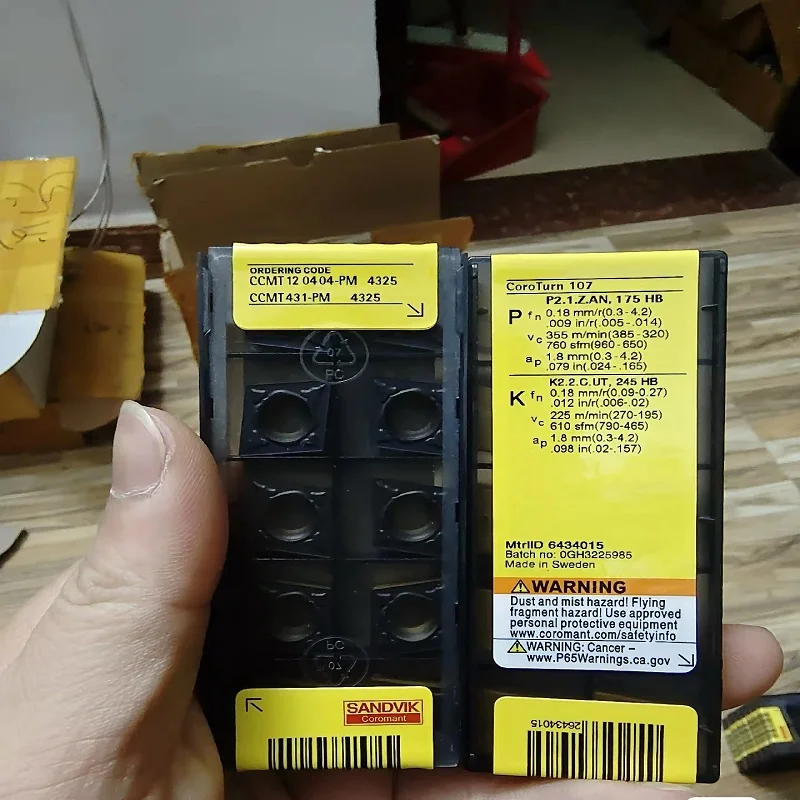 ORDERING CODE
CCMT 12 04 04-PM 4325
CCMT 431-PM 4325
07
PC
PC
07
SANDVIK
Coromant
CoroTurn 107
P2.1.Z.AN, 175 HB
P fn 0.18 mm/r(0.3-4.2)
.009 in/r(.005-.014)
vc 355 m/min(385-320)
760 sfm(960-650)
ap 1.8 mm(0.3-4.2)
.079 in(.024-.165)
K2.2.C.UT, 245 HB
K fn 0.18 mm/r(0.09-0.27)
.012 in/r(.006-.02)
vc 225 m/min(270-195)
610 sfm(790-465)
ap 1.8 mm(0.3-4.2)
.098 in(.02-.157)
MtrlID 6434015
Batch no: 0GH3225985
Made in Sweden
WARNING
Dust and mist hazard! Flying
fragment hazard! Use approved
personal protective equipment
www.coromant.com/safetyinfo
WARNING: Cancer -
www.P65Warnings.ca.gov
26434015